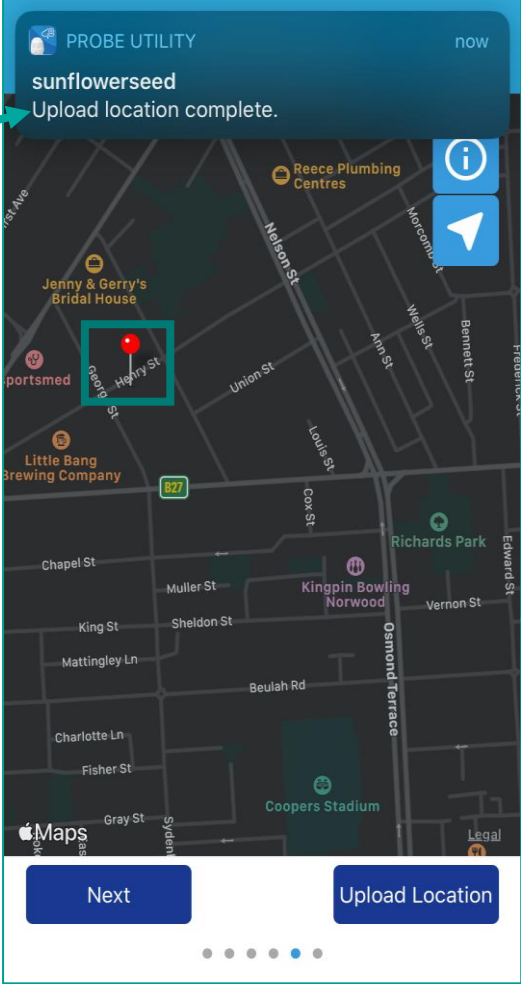 PROBE UTILITY
now
sunflowerseed
Upload location complete.
Reece Plumbing
Centres
Morcomb
Nelson St
Jenny & Gerry's
Bridal House
Wells St
Bennett St
Ann St
portsmed
Georg St
Henry St
Union St
Louis St
Little Bang
Brewing Company
B27
Cox St
Richards Park
Edward St
Chapel St
Muller St
Kingpin Bowling
Norwood
Vernon St
King St
Sheldon St
Osmond Terrace
Mattingley Ln
Beulah Rd
Charlotte Ln
Fisher St
Coopers Stadium
Gray St
Maps
Legal
Next
Upload Location